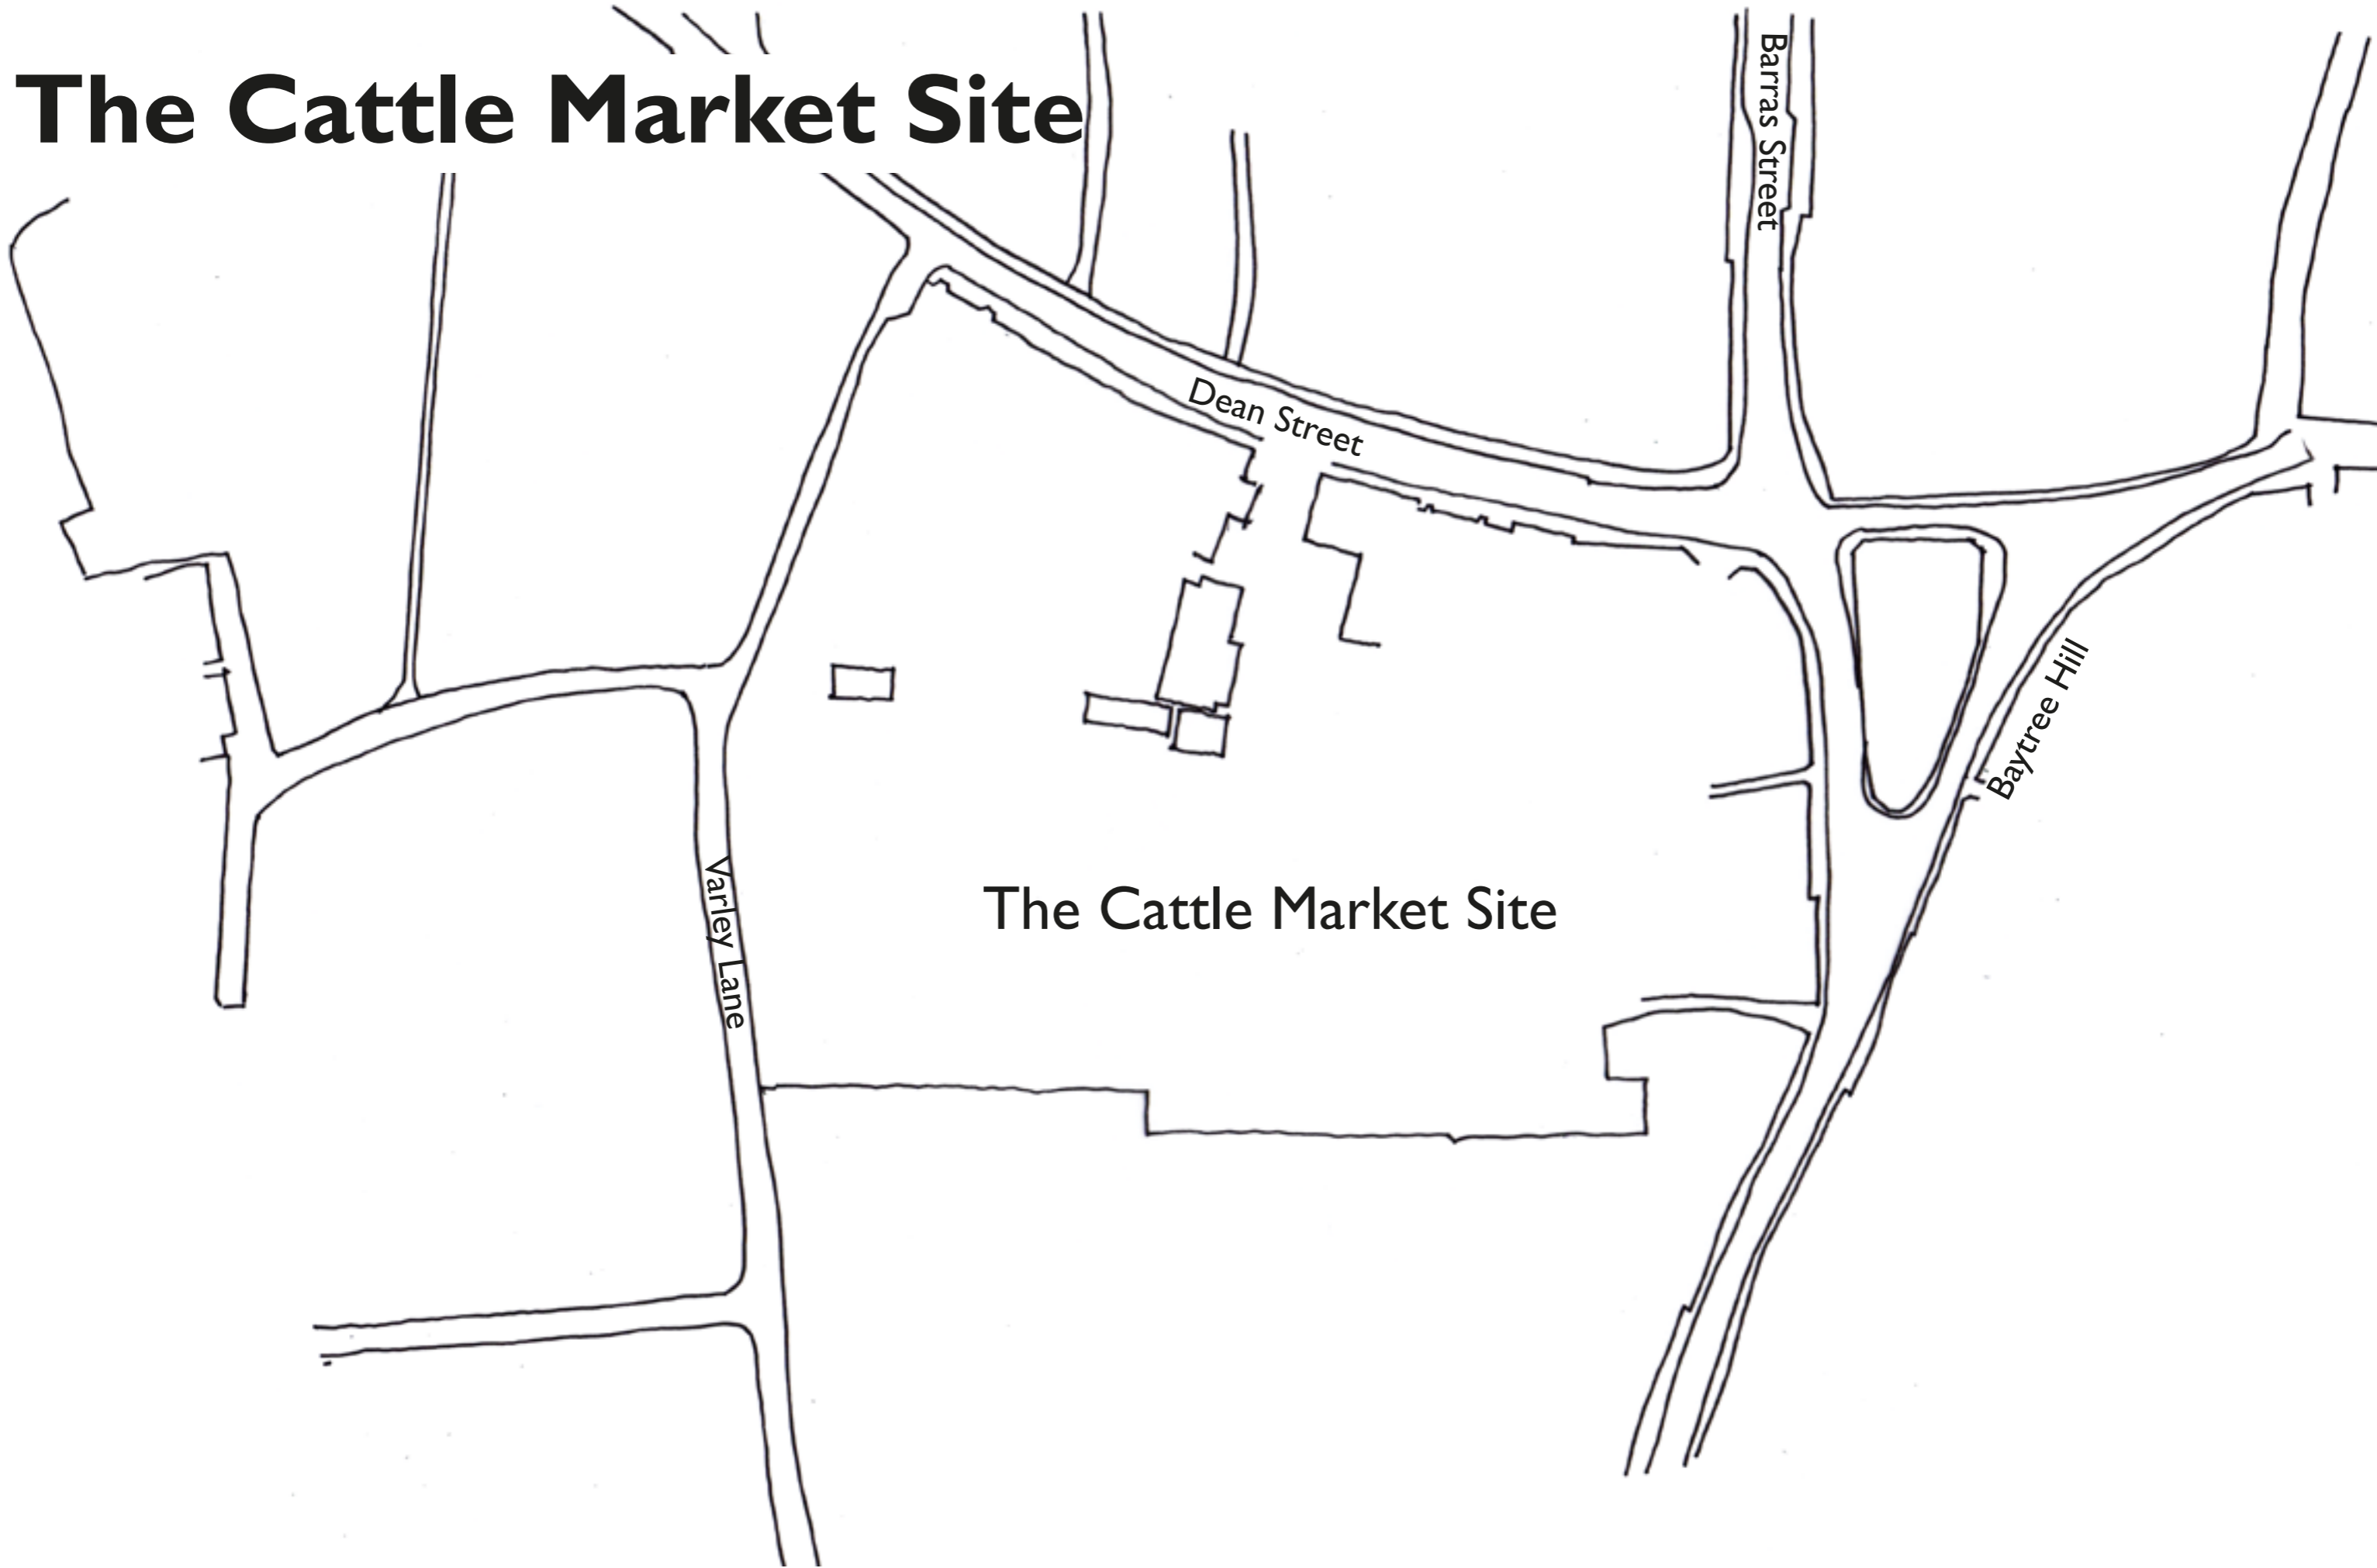 The Cattle Market Site
Barras Street
Dean Street
Baytree Hill
Varley Lane
The Cattle Market Site